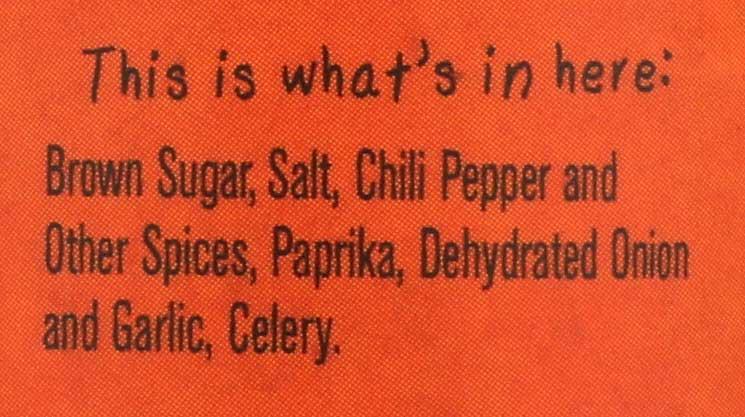 This is what's in here:
Brown Sugar, Salt, Chili Pepper and
Other Spices, Paprika, Dehydrated Onion
and Garlic, Celery.